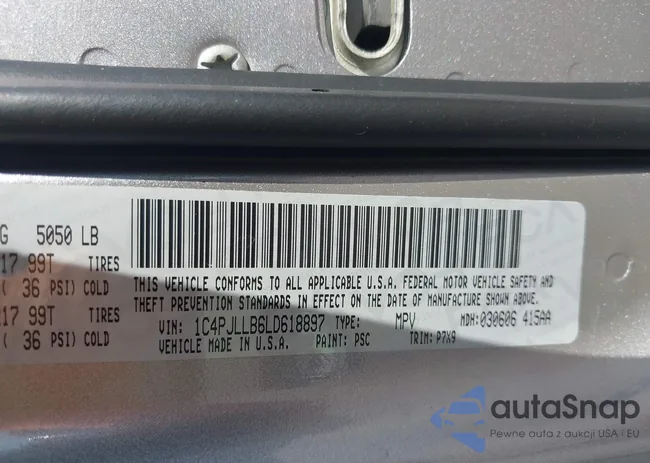 G 5050 LB
17 99T TIRES
( 36 PSI) COLD
17 99T TIRES
( 36 PSI) COLD
THIS VEHICLE CONFORMS TO ALL APPLICABLE U.S.A. FEDERAL MOTOR VEHICLE SAFETY AND
THEFT PREVENTION STANDARDS IN EFFECT ON THE DATE OF MANUFACTURE SHOWN ABOVE.
VIN: 1C4PJLLB6LD618897 TYPE: MPV MDH: 030606 415AA
VEHICLE MADE IN U.S.A. PAINT: PSC TRIM: P7X9
autaSnap
Pewne auta z aukcji USA i EU